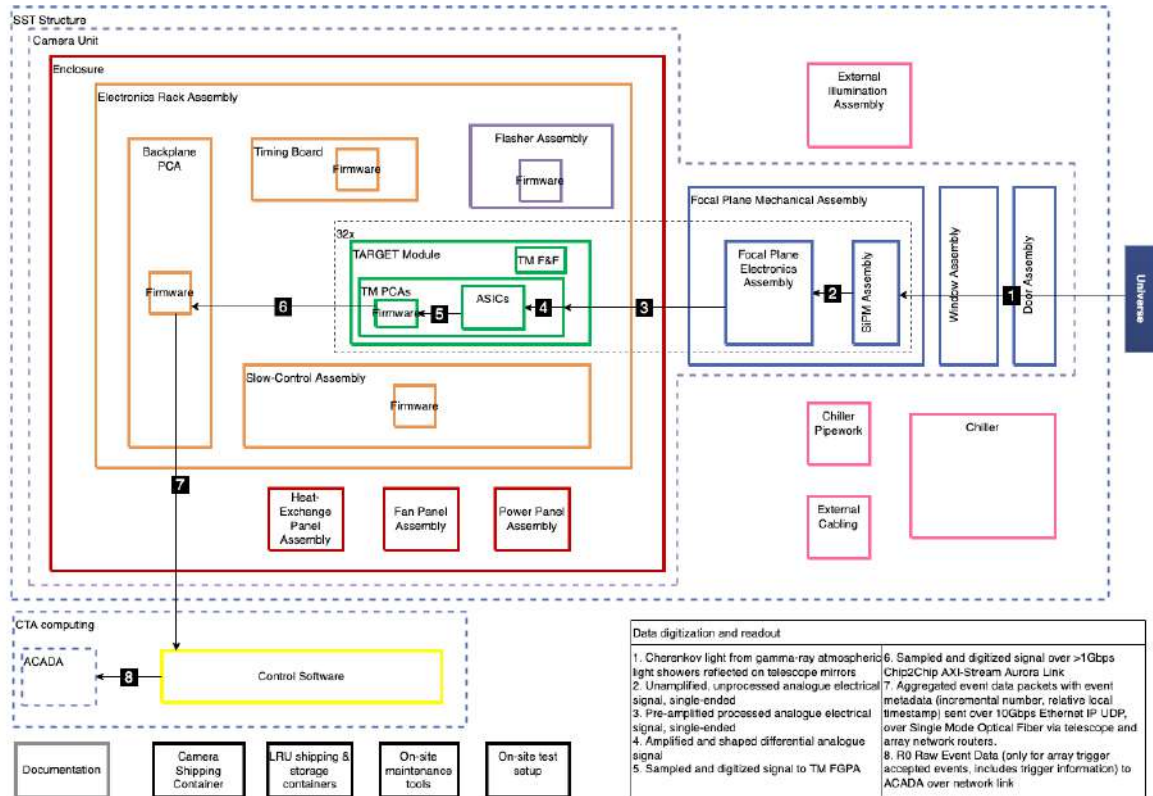 SST Structure
Camera Unit
Enclosure
Electronics Rack Assembly
Backplane
PCA
Firmware
Timing Board
Firmware
Flasher Assembly
Firmware
32x
TARGET Module
TM F&F
TM PCAs
Firmware
ASICs
Slow-Control Assembly
Firmware
Heat-
Exchange
Panel
Assembly
Fan Panel
Assembly
Power Panel
Assembly
Focal Plane Mechanical Assembly
Focal Plane
Electronics
Assembly
SiPM Assembly
Window Assembly
Door Assembly
Universe
External
Illumination
Assembly
Chiller
Pipework
Chiller
External
Cabling
1
2
3
4
5
6
7
8
CTA computing
ACADA
Control Software
Documentation
Camera
Shipping
Container
LRU shipping &
storage
containers
On-site
maintenance
tools
On-site test
setup
Data digitization and readout
1. Cherenkov light from gamma-ray atmospheric
light showers reflected on telescope mirrors
2. Unamplified, unprocessed analogue electrical
signal, single-ended
3. Pre-amplified processed analogue electrical
signal, single-ended
4. Amplified and shaped differential analogue
signal
5. Sampled and digitized signal to TM FGPA
6. Sampled and digitized signal over >1Gbps
Chip2Chip AXI-Stream Aurora Link
7. Aggregated event data packets with event
metadata (incremental number, relative local
timestamp) sent over 10Gbps Ethernet IP UDP,
over Single Mode Optical Fiber via telescope and
array network routers.
8. R0 Raw Event Data (only for array trigger
accepted events, includes trigger information) to
ACADA over network link